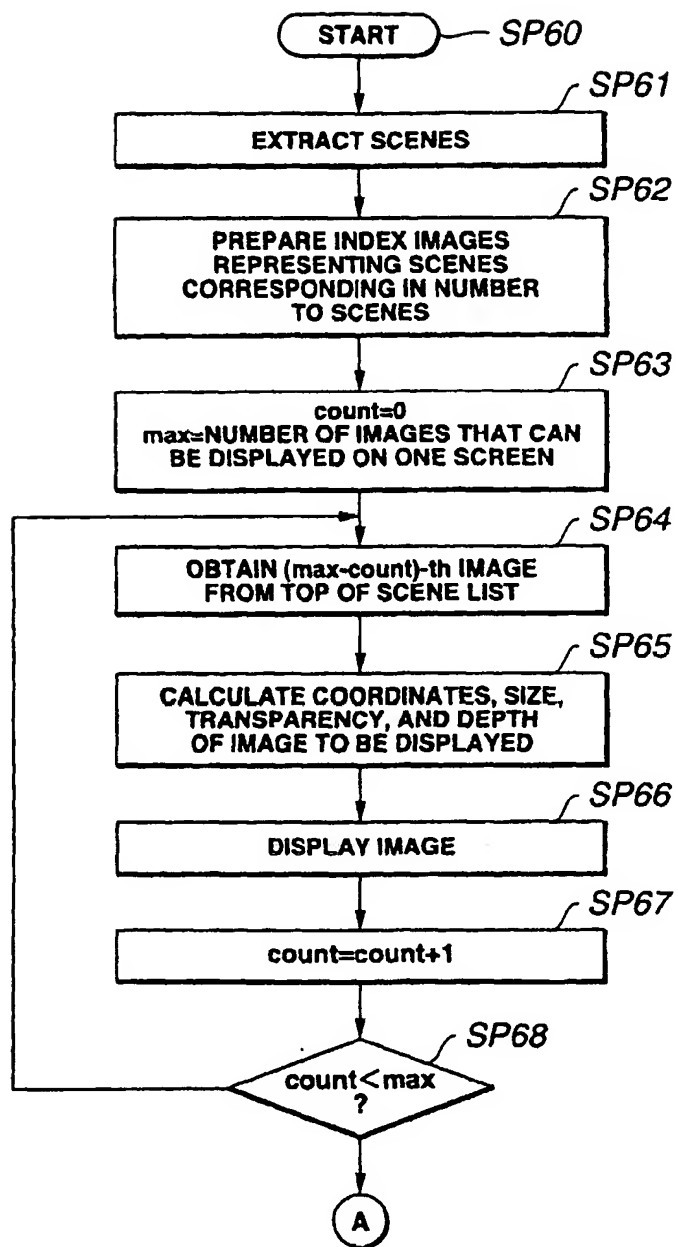 START
SP60
SP61
EXTRACT SCENES
SP62
PREPARE INDEX IMAGES
REPRESENTING SCENES
CORRESPONDING IN NUMBER
TO SCENES
SP63
count=0
max=NUMBER OF IMAGES THAT CAN
BE DISPLAYED ON ONE SCREEN
SP64
OBTAIN (max-count)-th IMAGE
FROM TOP OF SCENE LIST
SP65
CALCULATE COORDINATES, SIZE,
TRANSPARENCY, AND DEPTH
OF IMAGE TO BE DISPLAYED
SP66
DISPLAY IMAGE
SP67
count=count+1
SP68
count<max
?
A